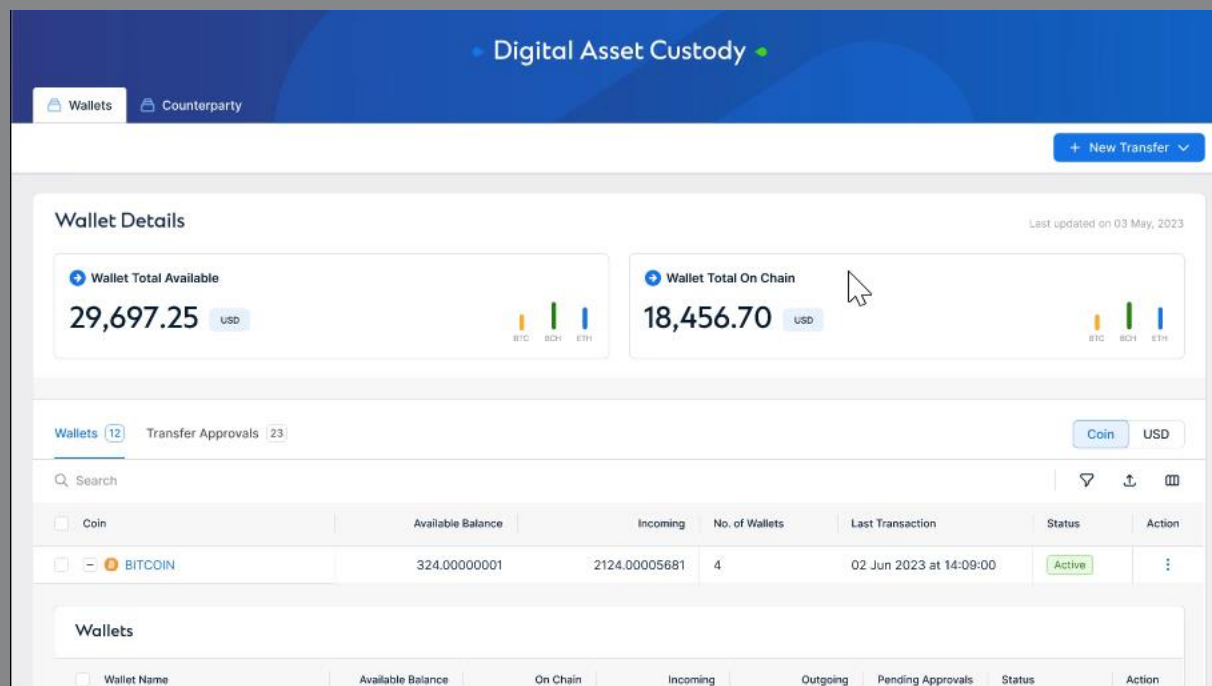 Digital Asset Custody
Wallets Counterparty
+ New Transfer
Wallet Details Last updated on 03 May, 2023
Wallet Total Available Wallet Total On Chain
29,697.25 USD BTC BCH ETH 18,456.70 USD BTC BCH ETH
Wallets 12 Transfer Approvals 23 Coin USD
Search
Coin Available Balance Incoming No. of Wallets Last Transaction Status Action
BITCOIN 324.00000001 2124.00005681 4 02 Jun 2023 at 14:09:00 Active
Wallets
Wallet Name Available Balance On Chain Incoming Outgoing Pending Approvals Status Action